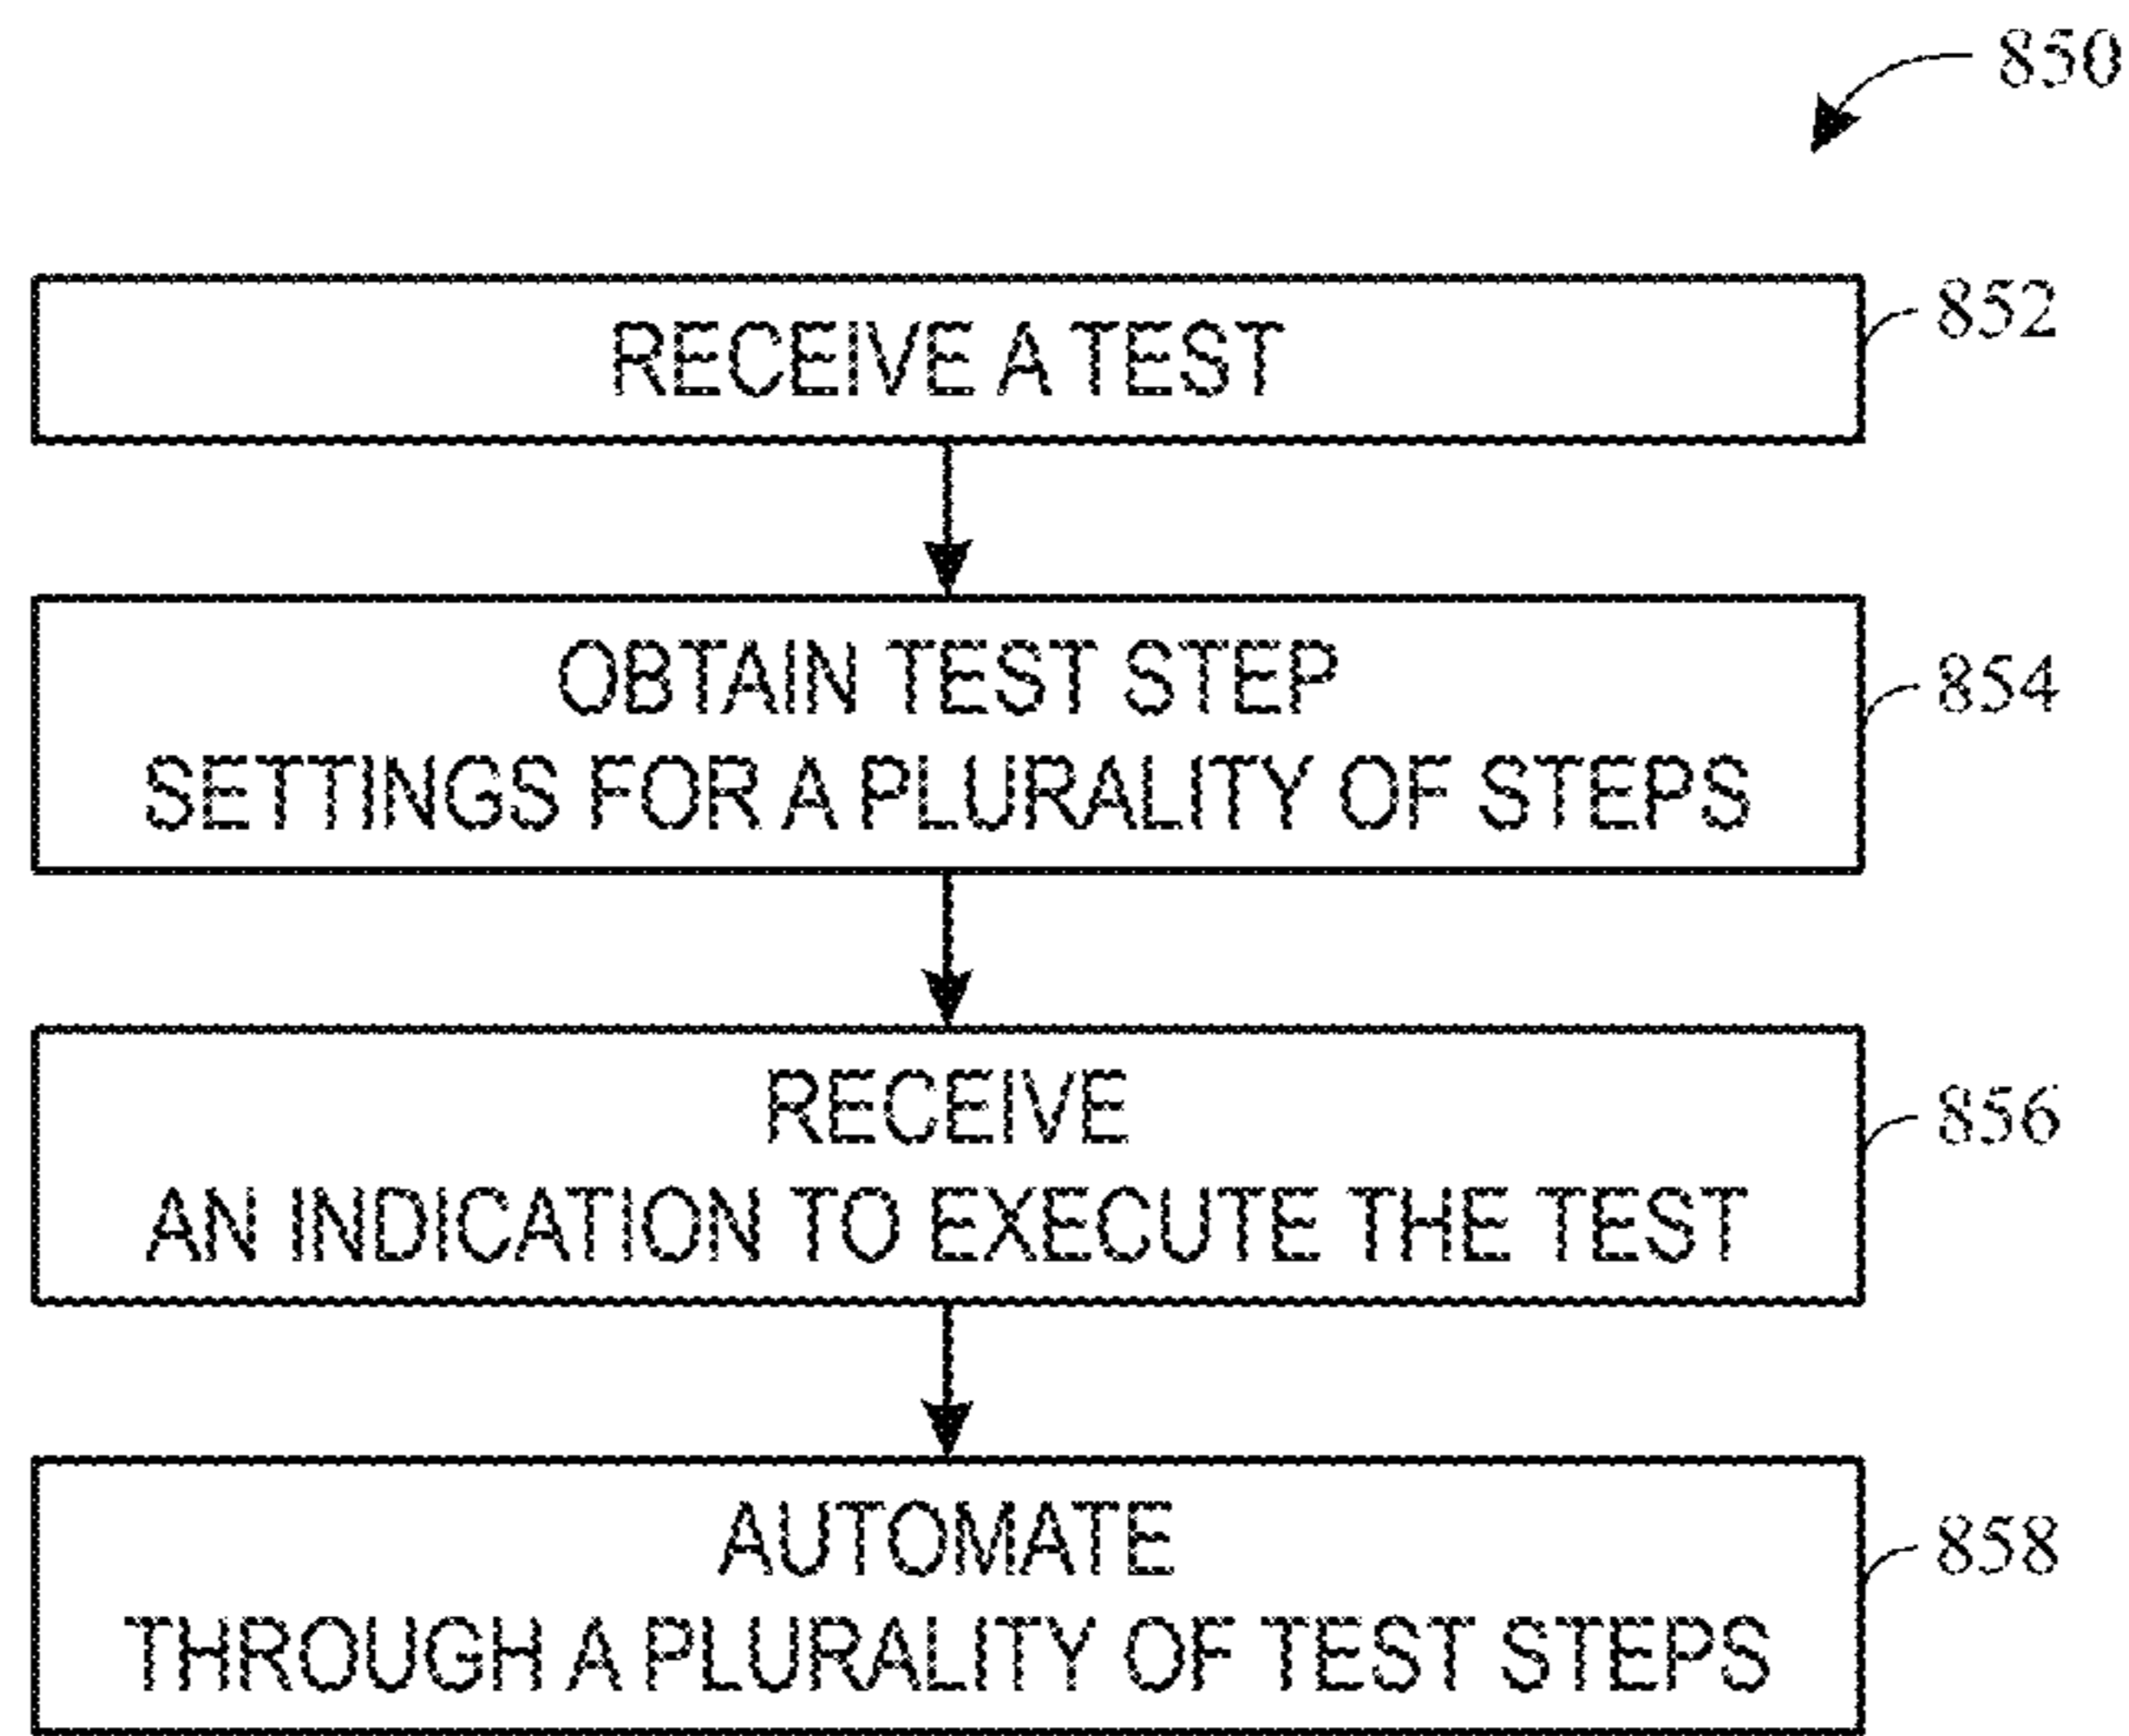 850
RECEIVE A TEST
852
OBTAIN TEST STEP
SETTINGS FOR A PLURALITY OF STEPS
854
RECEIVE
AN INDICATION TO EXECUTE THE TEST
856
AUTOMATE
THROUGH A PLURALITY OF TEST STEPS
858